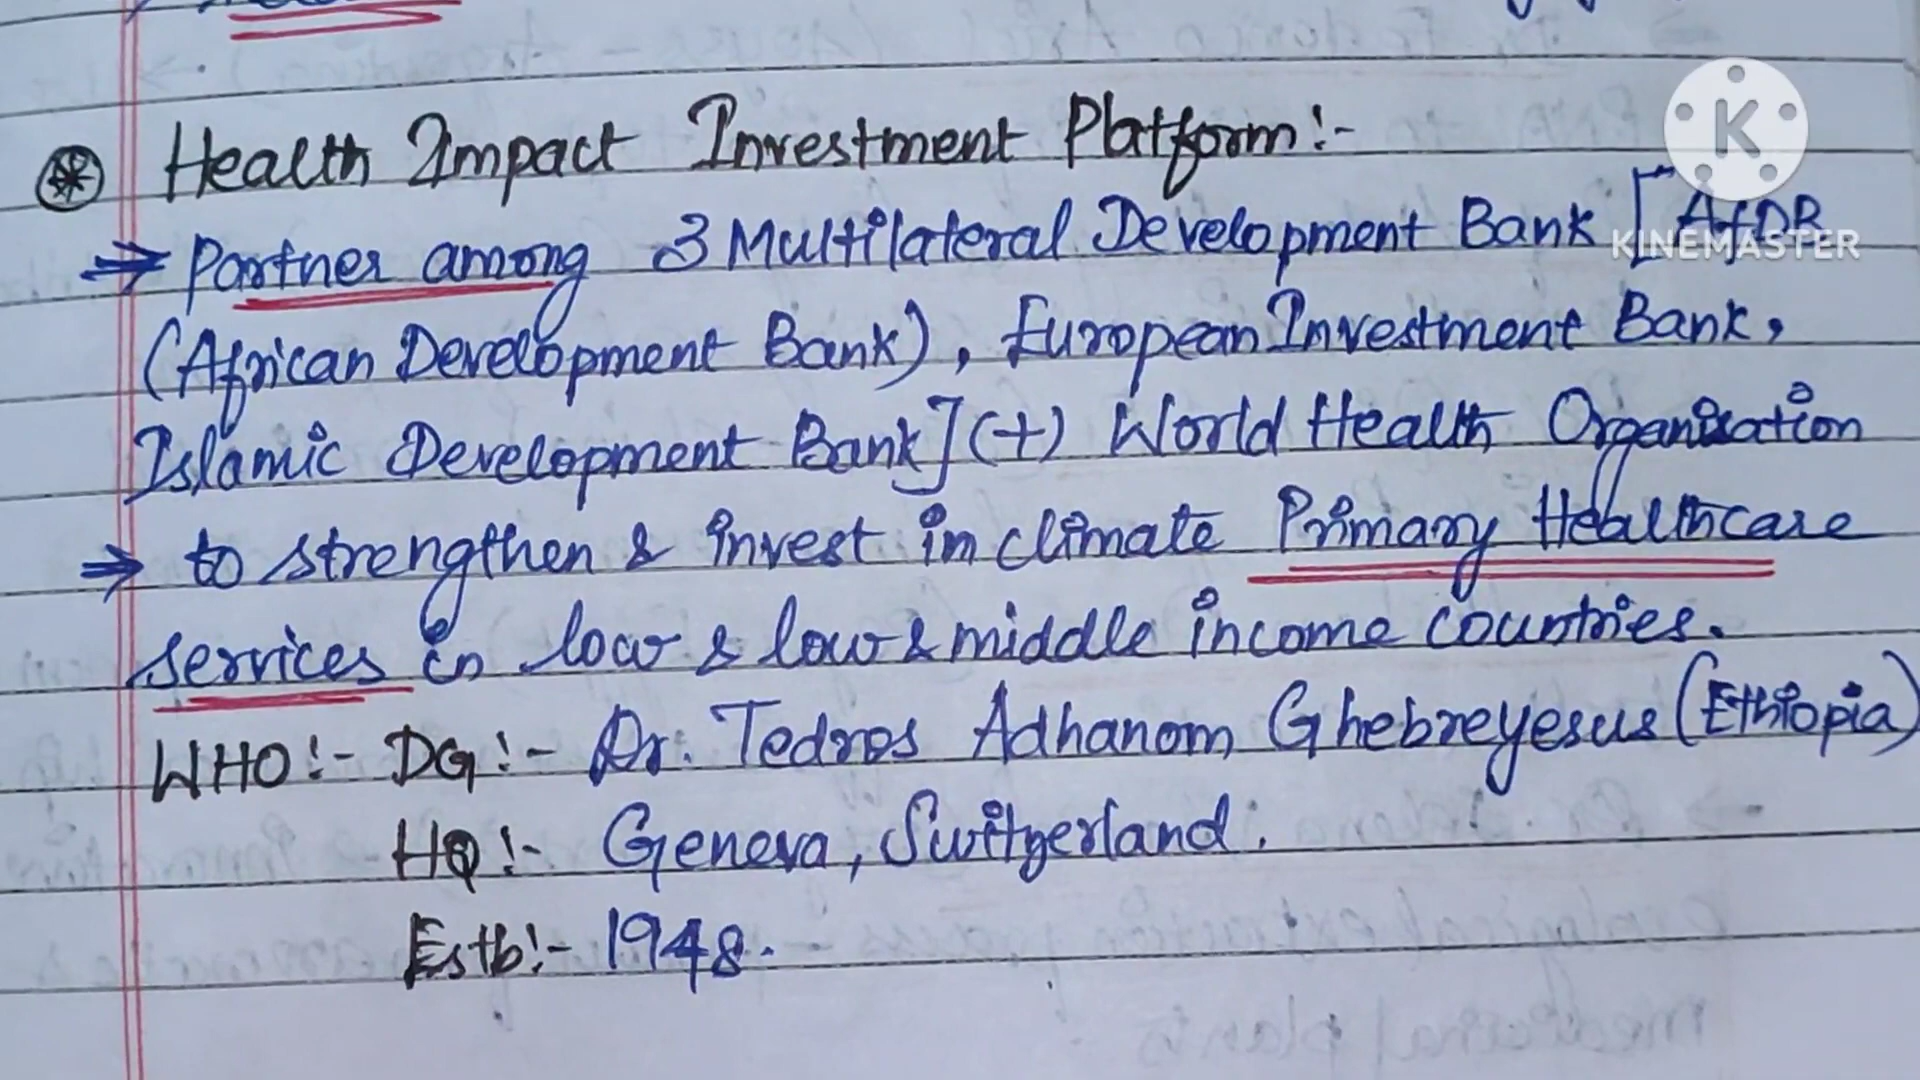 Health Impact Investment Platform:-
K
⇒ Partner among 3 Multilateral Development Bank [AfDB
KINEMASTER
(African Development Bank), European Investment Bank,
Islamic Development Bank] (+) World Health Organisation
⇒ to strengthen & invest in climate Primary Healthcare
services in low & low & middle income countries.
WHO:- DG:- Dr. Tedros Adhanom Ghebreyesus (Ethiopia)
HQ:- Geneva, Switzerland.
Estb:- 1948.